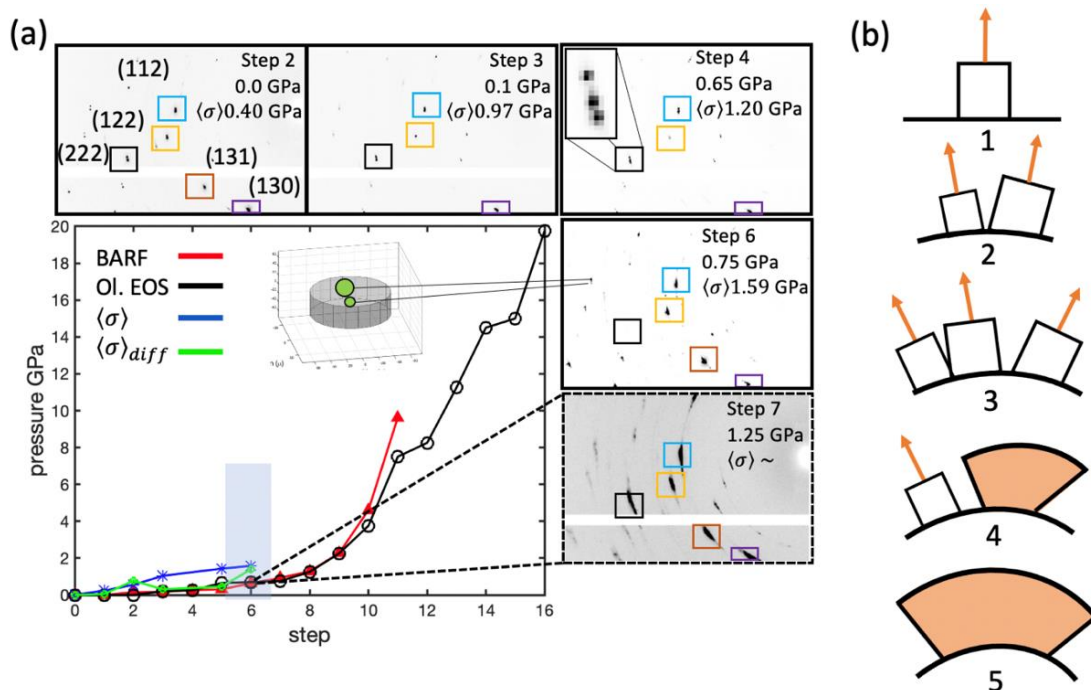 (a)
(b)
(112)
Step 2
0.0 GPa
⟨σ⟩0.40 GPa
(122)
(222)
(131)
(130)
Step 3
0.1 GPa
⟨σ⟩0.97 GPa
Step 4
0.65 GPa
⟨σ⟩1.20 GPa
Step 6
0.75 GPa
⟨σ⟩1.59 GPa
Step 7
1.25 GPa
⟨σ⟩ ~
BARF
Ol. EOS
⟨σ⟩
⟨σ⟩diff
pressure GPa
20
18
16
14
12
10
8
6
4
2
0
0 2 4 6 8 10 12 14 16
step
1
2
3
4
5